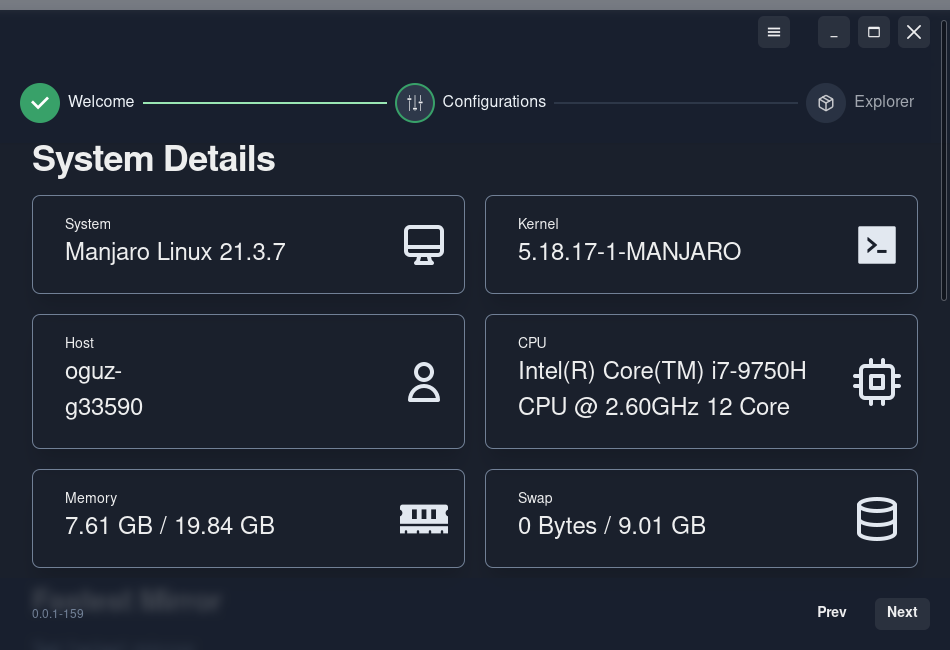 Welcome
Configurations
Explorer
System Details
System
Manjaro Linux 21.3.7
Kernel
5.18.17-1-MANJARO
Host
oguz-
g33590
CPU
Intel(R) Core(TM) i7-9750H
CPU @ 2.60GHz 12 Core
Memory
7.61 GB / 19.84 GB
Swap
0 Bytes / 9.01 GB
Fastest Mirror
0.0.1-159
Prev
Next